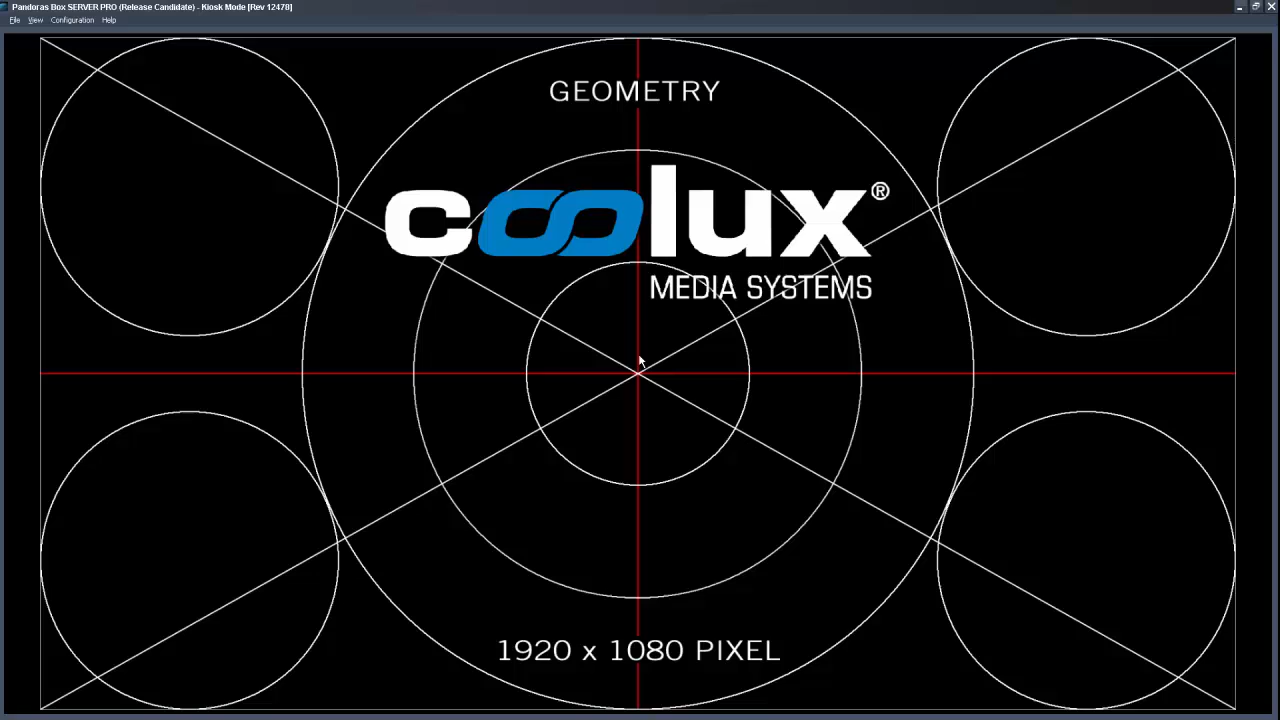 Pandoras Box SERVER PRO (Release Candidate) - Kiosk Mode [Rev 12478]
File View Configuration Help
GEOMETRY
coolux®
MEDIA SYSTEMS
1920 x 1080 PIXEL